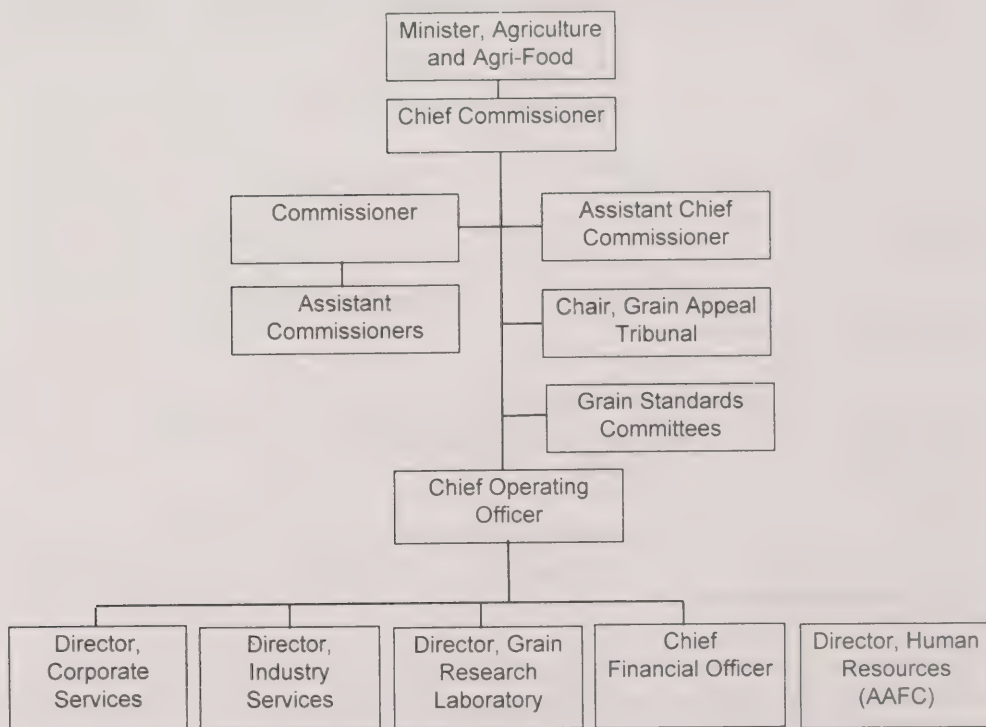 Minister, Agriculture
and Agri-Food
Chief Commissioner
Commissioner
Assistant Chief
Commissioner
Assistant
Commissioners
Chair, Grain Appeal
Tribunal
Grain Standards
Committees
Chief Operating
Officer
Director,
Corporate
Services
Director,
Industry
Services
Director, Grain
Research
Laboratory
Chief
Financial Officer
Director, Human
Resources
(AAFC)